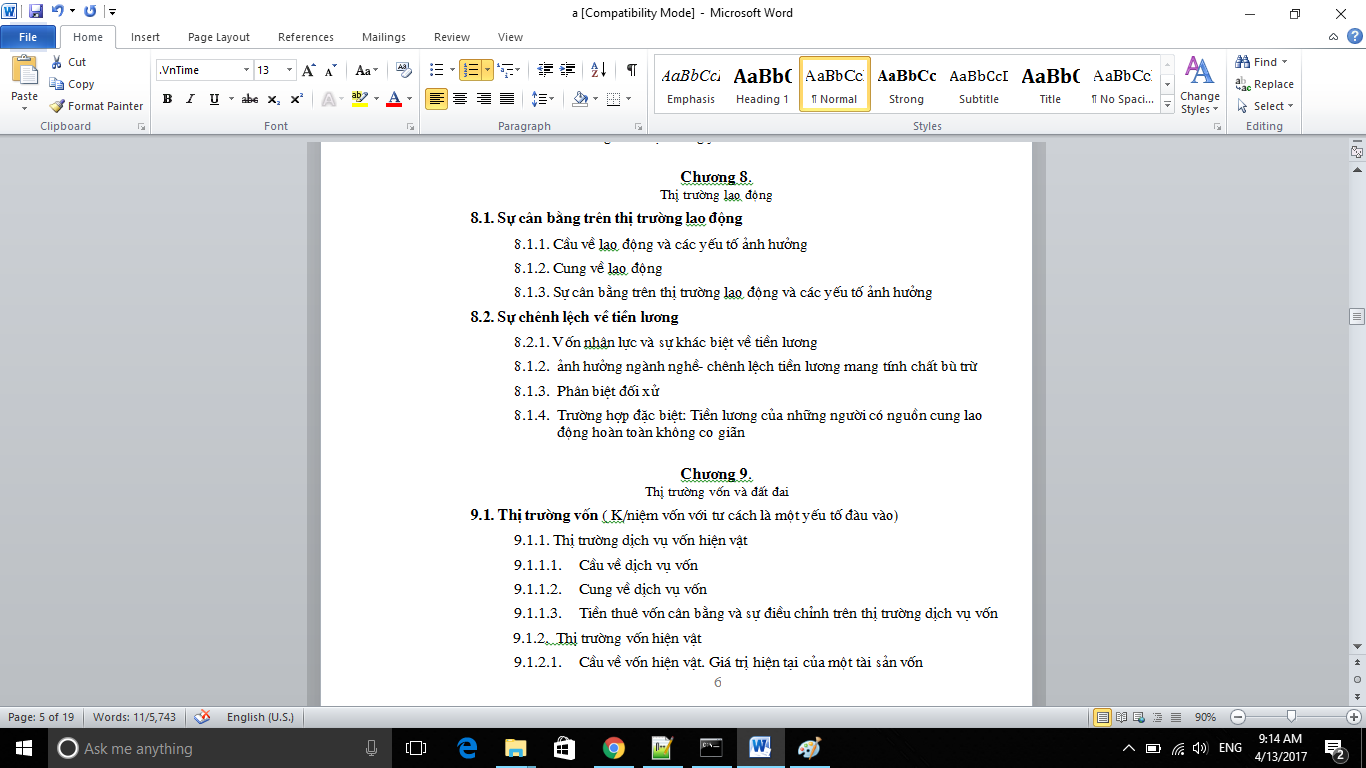 a [Compatibility Mode] - Microsoft Word
File Home Insert Page Layout References Mailings Review View
Paste
Cut
Copy
Format Painter
Clipboard
.VnTime 13
Font
Paragraph
AaBbCcI AaBbC AaBbCc AaBbCc AaBbCcI AaBbC AaBbCc
Emphasis Heading 1 ¶ Normal Strong Subtitle Title ¶ No Spaci...
Change Styles
Styles
Find
Replace
Select
Editing
Chương 8.
Thị trường lao động
8.1. Sự cân bằng trên thị trường lao động
8.1.1. Cầu về lao động và các yếu tố ảnh hưởng
8.1.2. Cung về lao động
8.1.3. Sự cân bằng trên thị trường lao động và các yếu tố ảnh hưởng
8.2. Sự chênh lệch về tiền lương
8.2.1. Vốn nhân lực và sự khác biệt về tiền lương
8.1.2. ảnh hưởng ngành nghề- chênh lệch tiền lương mang tính chất bù trừ
8.1.3. Phân biệt đối xử
8.1.4. Trường hợp đặc biệt: Tiền lương của những người có nguồn cung lao
động hoàn toàn không co giãn
Chương 9.
Thị trường vốn và đất đai
9.1. Thị trường vốn ( K/niệm vốn với tư cách là một yếu tố đàu vào)
9.1.1. Thị trường dịch vụ vốn hiện vật
9.1.1.1. Cầu về dịch vụ vốn
9.1.1.2. Cung về dịch vụ vốn
9.1.1.3. Tiền thuê vốn cân bằng và sự điều chỉnh trên thị trường dịch vụ vốn
9.1.2. Thị trường vốn hiện vật
9.1.2.1. Cầu về vốn hiện vật. Giá trị hiện tại của một tài sản vốn
6
Page: 5 of 19 Words: 11/5,743 English (U.S.) 90%
Ask me anything
ENG
9:14 AM
4/13/2017
2